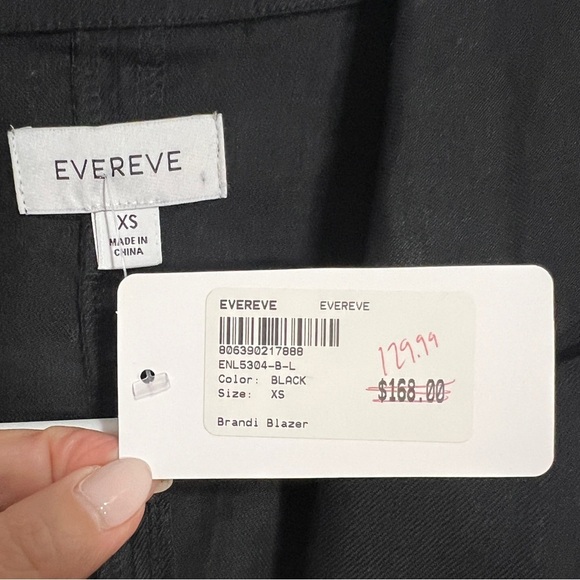 EVEREVE
XS
MADE IN
CHINA
EVEREVE EVEREVE
806390217888
ENL5304-B-L
Color: BLACK
Size: XS
129.99
$168.00
Brandi Blazer